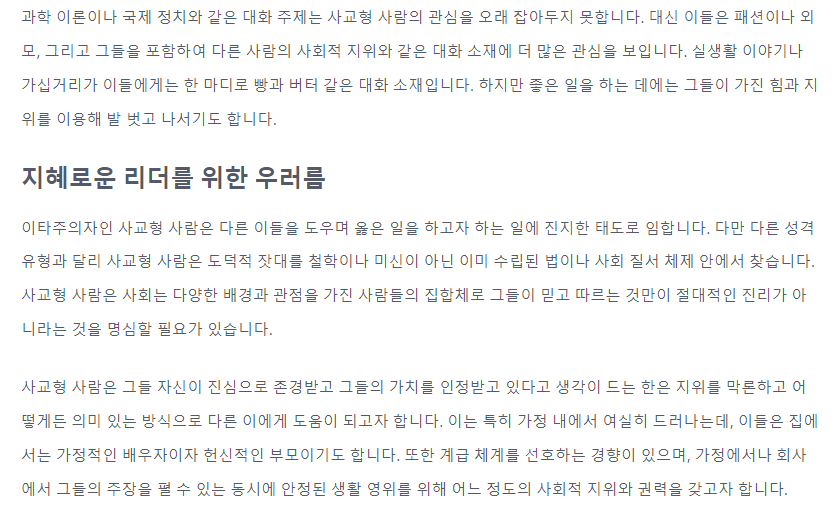 과학 이론이나 국제 정치와 같은 대화 주제는 사교형 사람의 관심을 오래 잡아두지 못합니다. 대신 이들은 패션이나 외
모, 그리고 그들을 포함하여 다른 사람의 사회적 지위와 같은 대화 소재에 더 많은 관심을 보입니다. 실생활 이야기나
가십거리가 이들에게는 한 마디로 빵과 버터 같은 대화 소재입니다. 하지만 좋은 일을 하는 데에는 그들이 가진 힘과 지
위를 이용해 발 벗고 나서기도 합니다.
지혜로운 리더를 위한 우러름
이타주의자인 사교형 사람은 다른 이들을 도우며 옳은 일을 하고자 하는 일에 진지한 태도로 임합니다. 다만 다른 성격
유형과 달리 사교형 사람은 도덕적 잣대를 철학이나 미신이 아닌 이미 수립된 법이나 사회 질서 체제 안에서 찾습니다.
사교형 사람은 사회는 다양한 배경과 관점을 가진 사람들의 집합체로 그들이 믿고 따르는 것만이 절대적인 진리가 아
니라는 것을 명심할 필요가 있습니다.
사교형 사람은 그들 자신이 진심으로 존경받고 그들의 가치를 인정받고 있다고 생각이 드는 한은 지위를 막론하고 어
떻게든 의미 있는 방식으로 다른 이에게 도움이 되고자 합니다. 이는 특히 가정 내에서 여실히 드러나는데, 이들은 집에
서는 가정적인 배우자이자 헌신적인 부모이기도 합니다. 또한 계급 체계를 선호하는 경향이 있으며, 가정에서나 회사
에서 그들의 주장을 펼 수 있는 동시에 안정된 생활 영위를 위해 어느 정도의 사회적 지위와 권력을 갖고자 합니다.